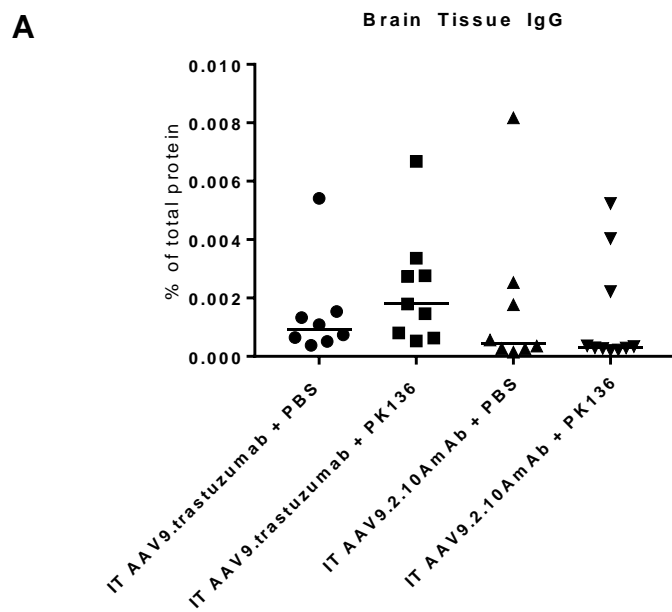 A
Brain Tissue IgG
% of total protein
0.010
0.008
0.006
0.004
0.002
0.000
IT AAV9.trastuzumab + PBS
IT AAV9.trastuzumab + PK136
IT AAV9.2.10AmAb + PBS
IT AAV9.2.10AmAb + PK136